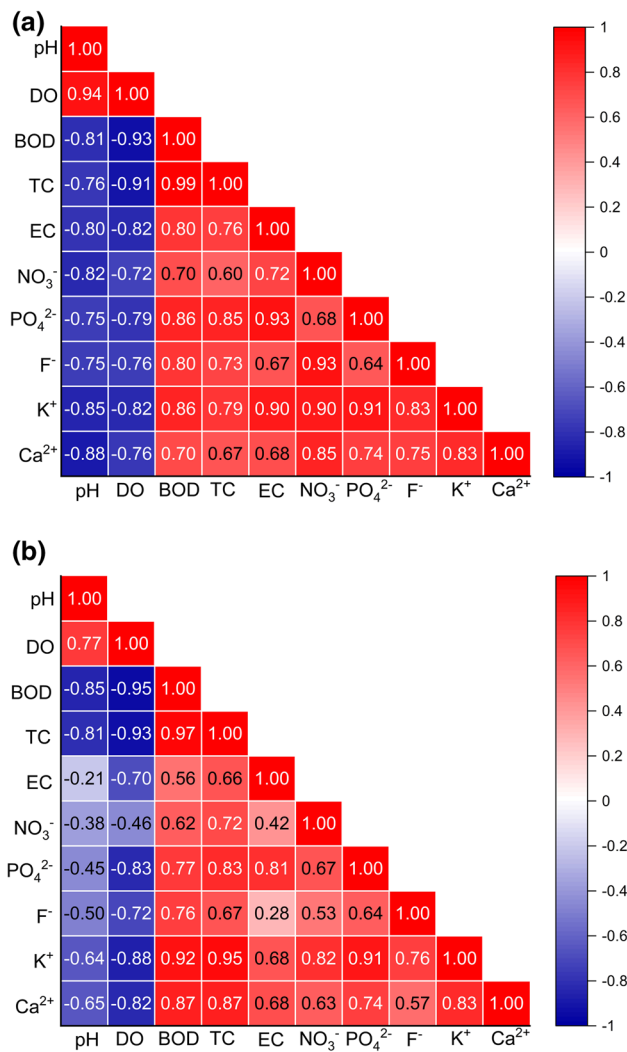 (a)
pH 1.00
DO 0.94 1.00
BOD -0.81 -0.93 1.00
TC -0.76 -0.91 0.99 1.00
EC -0.80 -0.82 0.80 0.76 1.00
NO₃⁻ -0.82 -0.72 0.70 0.60 0.72 1.00
PO₄²⁻ -0.75 -0.79 0.86 0.85 0.93 0.68 1.00
F⁻ -0.75 -0.76 0.80 0.73 0.67 0.93 0.64 1.00
K⁺ -0.85 -0.82 0.86 0.79 0.90 0.90 0.91 0.83 1.00
Ca²⁺ -0.88 -0.76 0.70 0.67 0.68 0.85 0.74 0.75 0.83 1.00
pH DO BOD TC EC NO₃⁻ PO₄²⁻ F⁻ K⁺ Ca²⁺
1
0.8
0.6
0.4
0.2
0
-0.2
-0.4
-0.6
-0.8
-1
(b)
pH 1.00
DO 0.77 1.00
BOD -0.85 -0.95 1.00
TC -0.81 -0.93 0.97 1.00
EC -0.21 -0.70 0.56 0.66 1.00
NO₃⁻ -0.38 -0.46 0.62 0.72 0.42 1.00
PO₄²⁻ -0.45 -0.83 0.77 0.83 0.81 0.67 1.00
F⁻ -0.50 -0.72 0.76 0.67 0.28 0.53 0.64 1.00
K⁺ -0.64 -0.88 0.92 0.95 0.68 0.82 0.91 0.76 1.00
Ca²⁺ -0.65 -0.82 0.87 0.87 0.68 0.63 0.74 0.57 0.83 1.00
pH DO BOD TC EC NO₃⁻ PO₄²⁻ F⁻ K⁺ Ca²⁺
1
0.8
0.6
0.4
0.2
0
-0.2
-0.4
-0.6
-0.8
-1